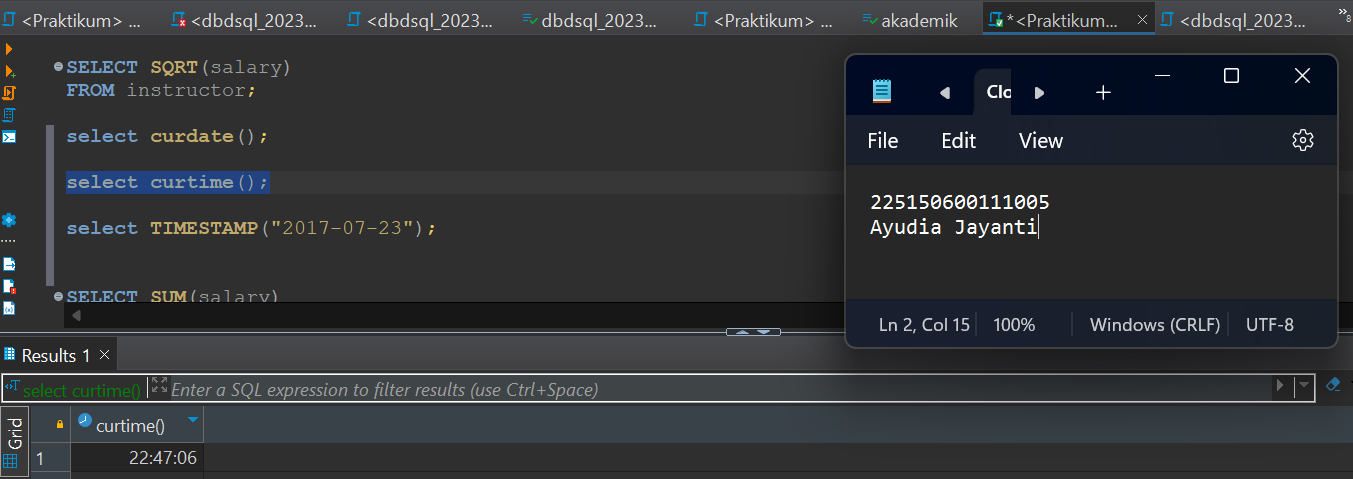 <Praktikum> ...
<dbdsql_2023...
<dbdsql_2023...
dbdsql_2023...
<Praktikum> ...
akademik
*<Praktikum...
<dbdsql_2023...
»8
SELECT SQRT(salary)
FROM instructor;
select curdate();
select curtime();
select TIMESTAMP("2017-07-23");
SELECT SUM(salary)
Clo
File Edit View
225150600111005
Ayudia Jayanti
Ln 2, Col 15 100% Windows (CRLF) UTF-8
Results 1
select curtime() Enter a SQL expression to filter results (use Ctrl+Space)
Grid
curtime()
1 22:47:06